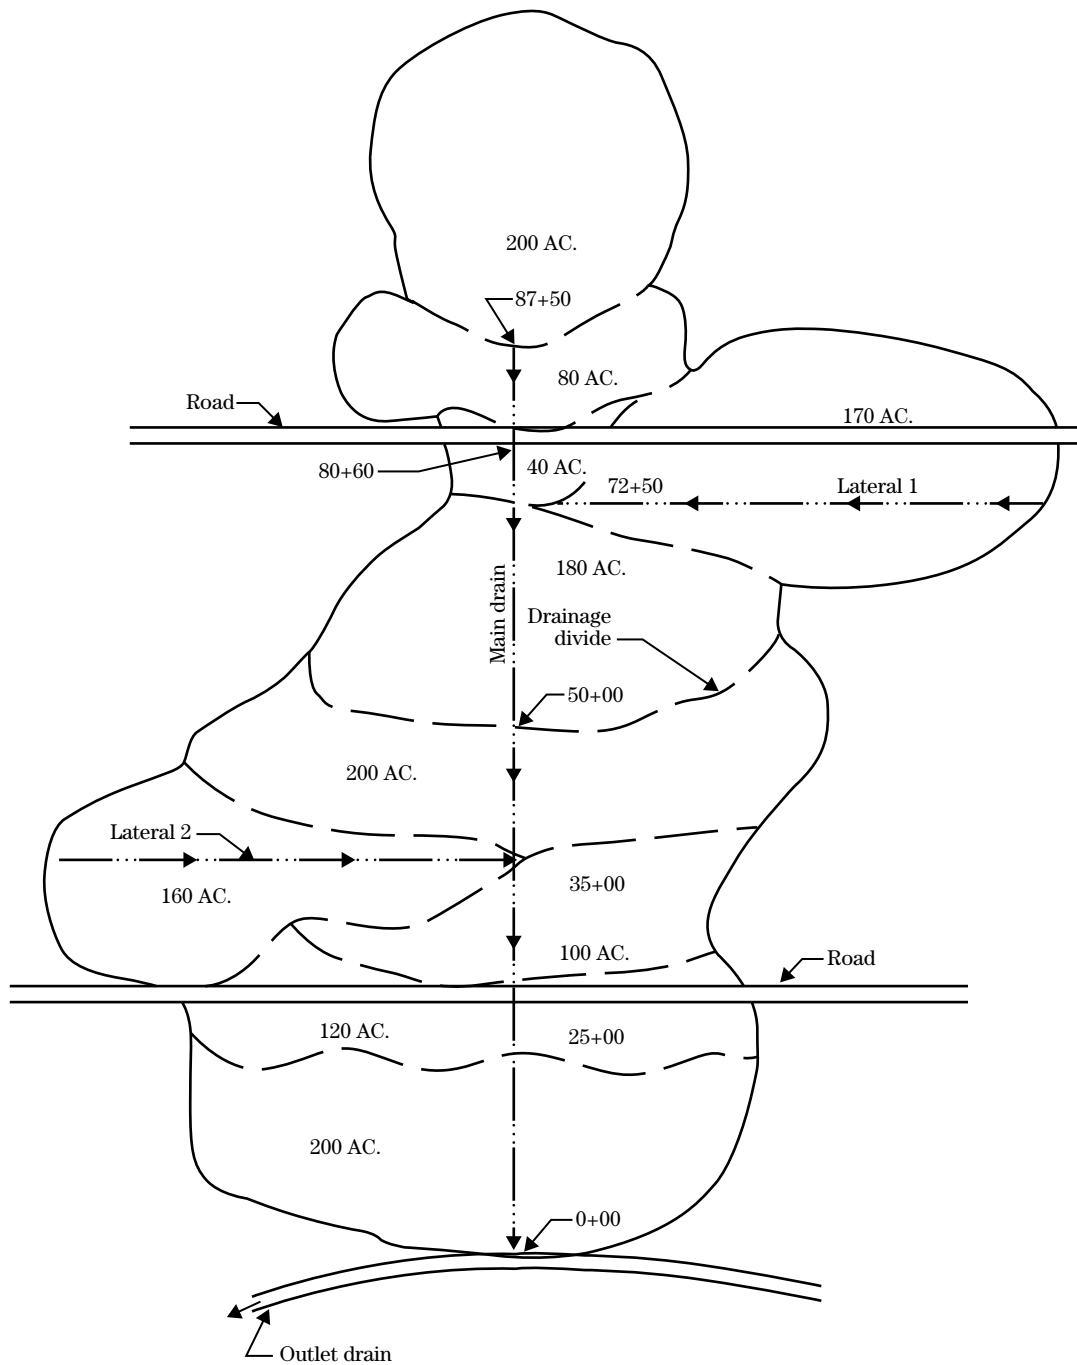 200 AC.
87+50
80 AC.
Road
170 AC.
80+60
40 AC.
72+50
Lateral 1
180 AC.
Main drain
Drainage
divide
50+00
200 AC.
Lateral 2
35+00
160 AC.
100 AC.
Road
120 AC.
25+00
200 AC.
0+00
Outlet drain